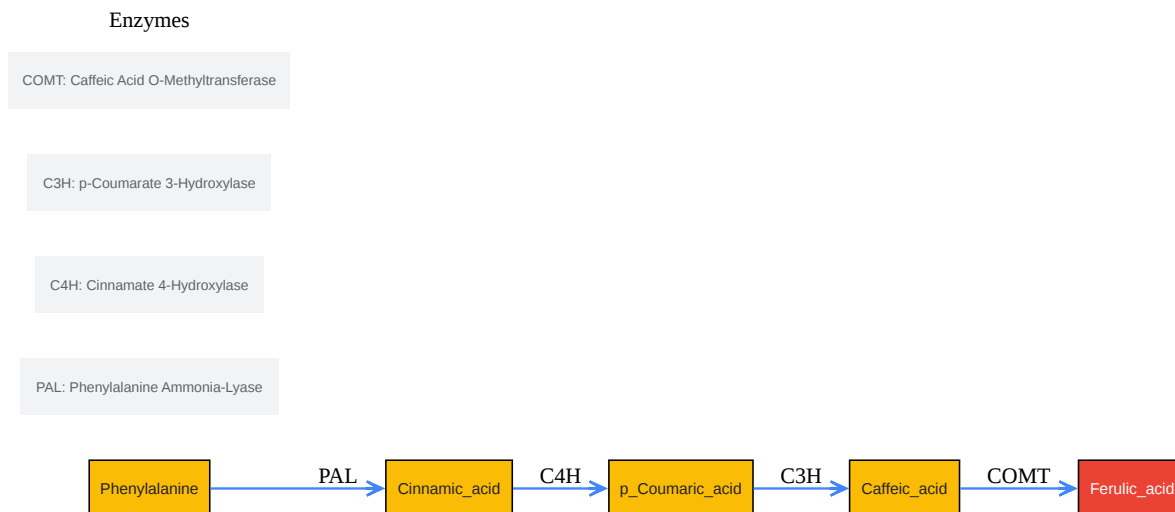 Enzymes
COMT: Caffeic Acid O-Methyltransferase
C3H: p-Coumarate 3-Hydroxylase
C4H: Cinnamate 4-Hydroxylase
PAL: Phenylalanine Ammonia-Lyase
Phenylalanine PAL Cinnamic_acid C4H p_Coumaric_acid C3H Caffeic_acid COMT Ferulic_acid